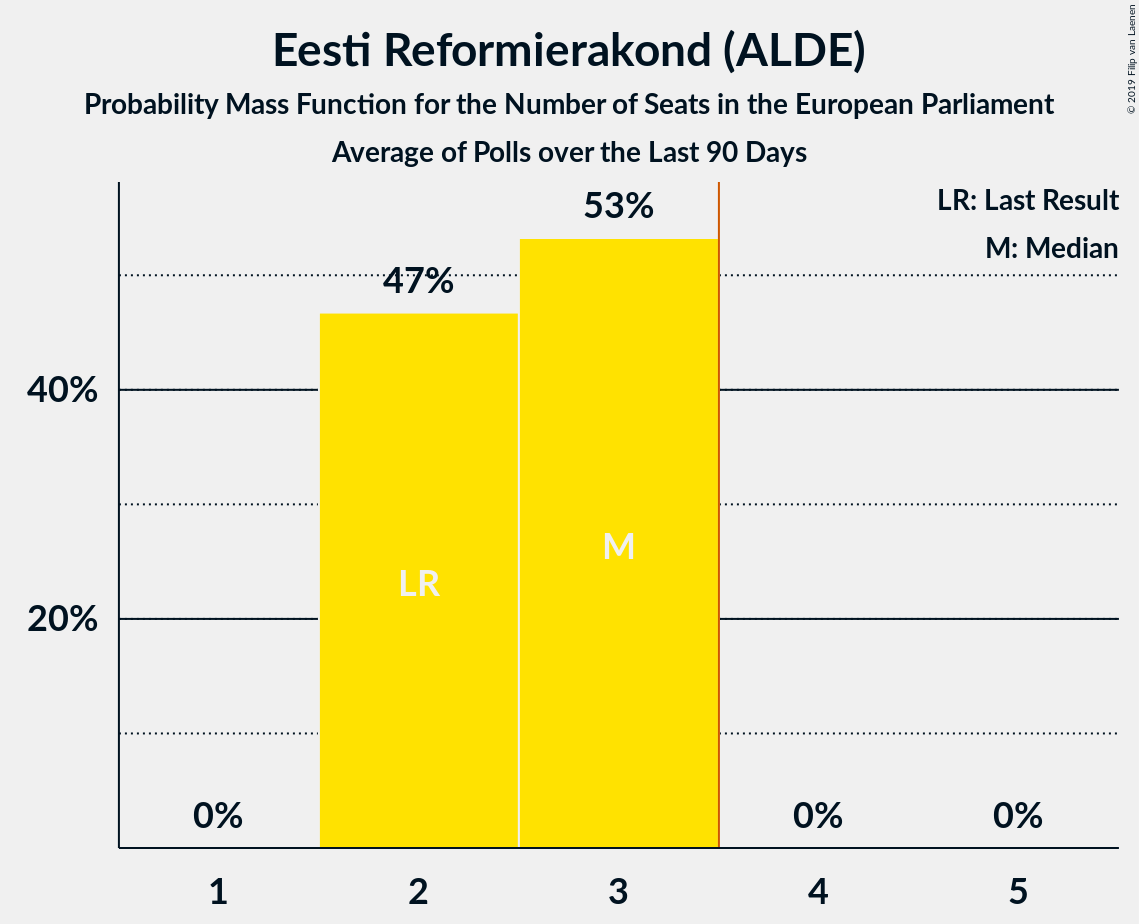 Eesti Reformierakond (ALDE)
Probability Mass Function for the Number of Seats in the European Parliament
Average of Polls over the Last 90 Days
© 2019 Filip van Laenen
LR: Last Result
M: Median
53%
47%
40%
M
LR
20%
0%
0%
0%
1
2
3
4
5